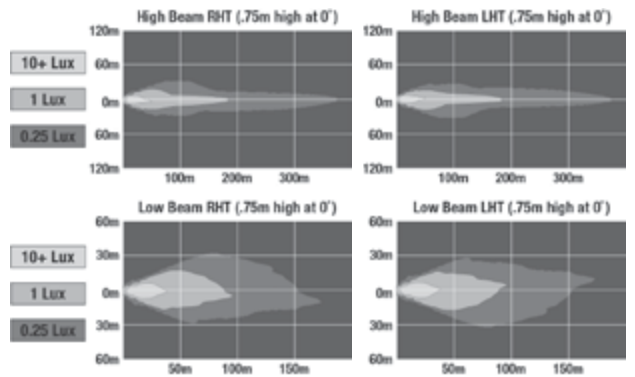 High Beam RHT (.75m high at 0°)
120m
60m
0m
60m
120m
100m
200m
300m
High Beam LHT (.75m high at 0°)
120m
60m
0m
60m
120m
100m
200m
300m
10+ Lux
1 Lux
0.25 Lux
Low Beam RHT (.75m high at 0°)
60m
30m
0m
30m
60m
50m
100m
150m
Low Beam LHT (.75m high at 0°)
60m
30m
0m
30m
60m
50m
100m
150m
10+ Lux
1 Lux
0.25 Lux